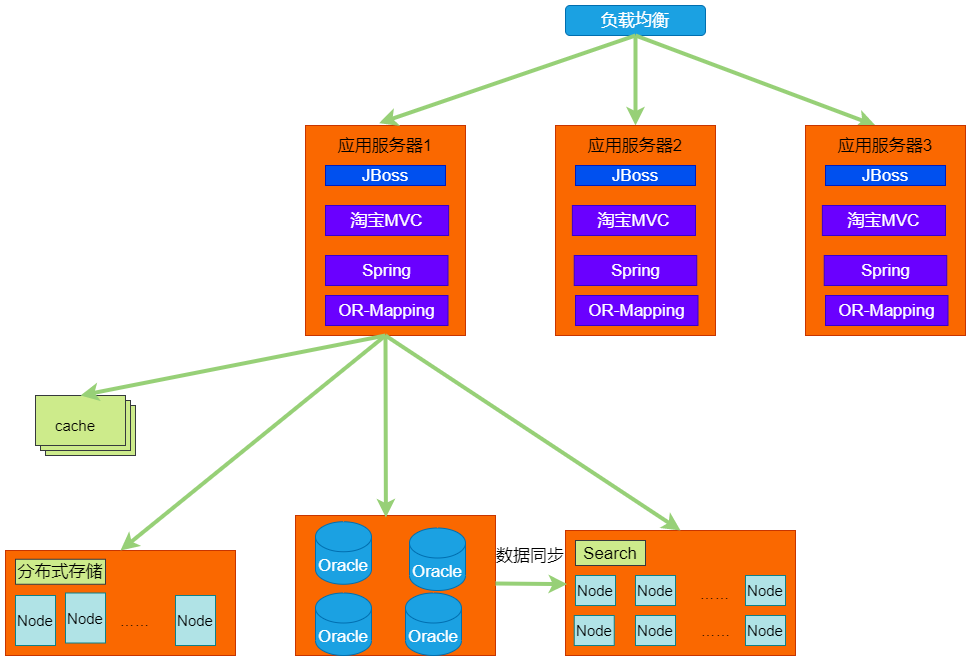 负载均衡
应用服务器1
JBoss
淘宝MVC
Spring
OR-Mapping
应用服务器2
JBoss
淘宝MVC
Spring
OR-Mapping
应用服务器3
JBoss
淘宝MVC
Spring
OR-Mapping
cache
分布式存储
Node
Node
……
Node
Oracle
Oracle
Oracle
Oracle
数据同步
Search
Node
Node
……
Node
Node
Node
……
Node